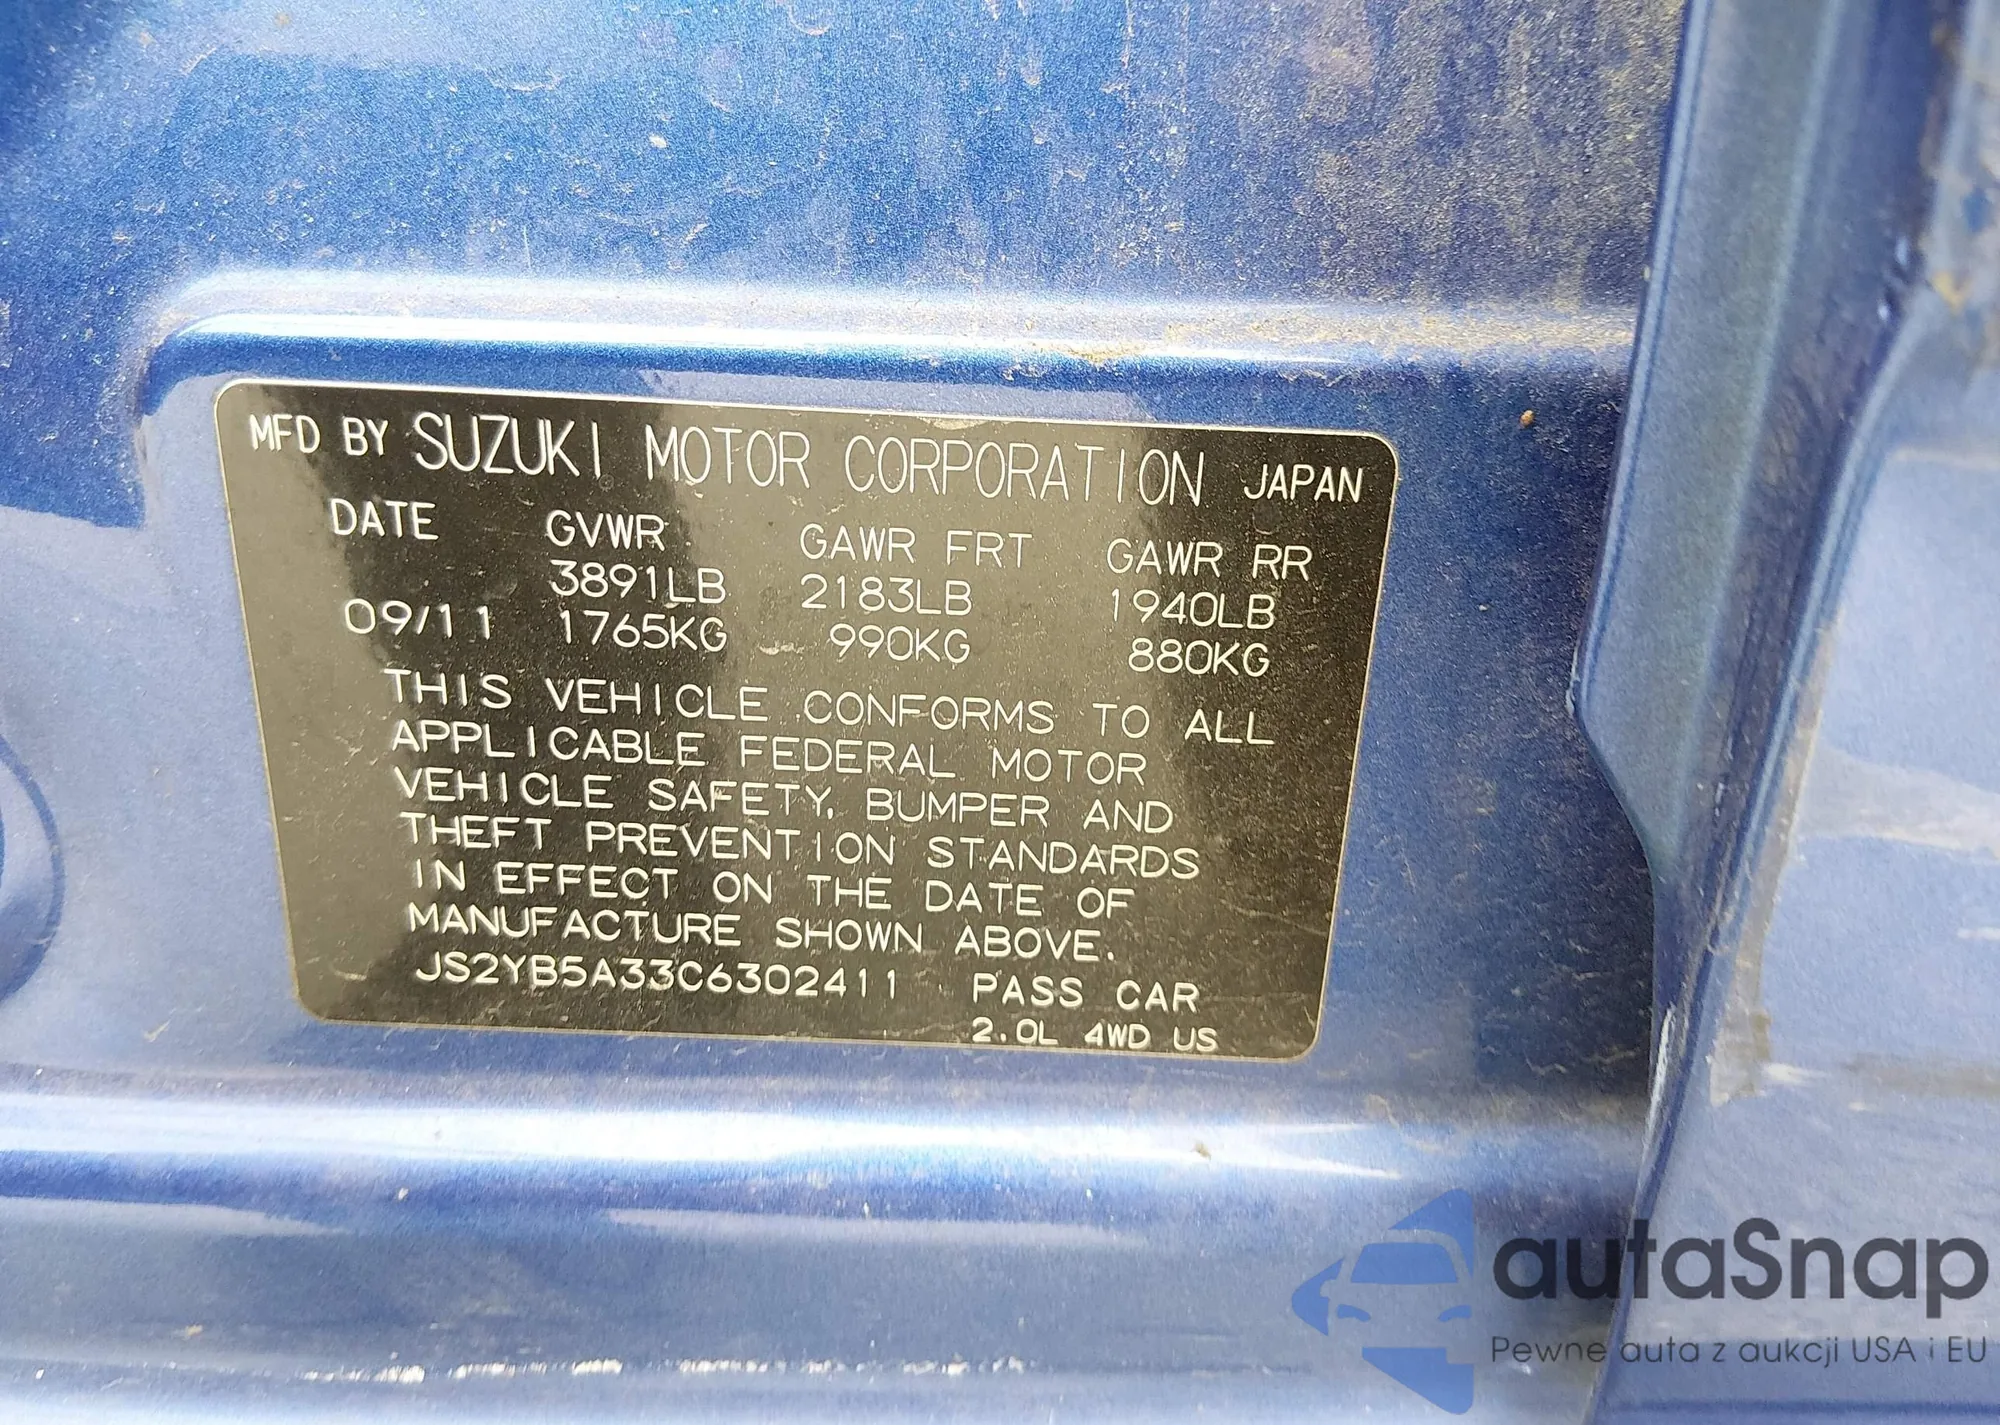 MFD BY SUZUKI MOTOR CORPORATION JAPAN
DATE GVWR GAWR FRT GAWR RR
3891LB 2183LB 1940LB
09/11 1765KG 990KG 880KG
THIS VEHICLE CONFORMS TO ALL
APPLICABLE FEDERAL MOTOR
VEHICLE SAFETY, BUMPER AND
THEFT PREVENTION STANDARDS
IN EFFECT ON THE DATE OF
MANUFACTURE SHOWN ABOVE.
JS2YB5A33C6302411 PASS CAR
2.0L 4WD US
autaSnap
Pewne auta z aukcji USA i EU